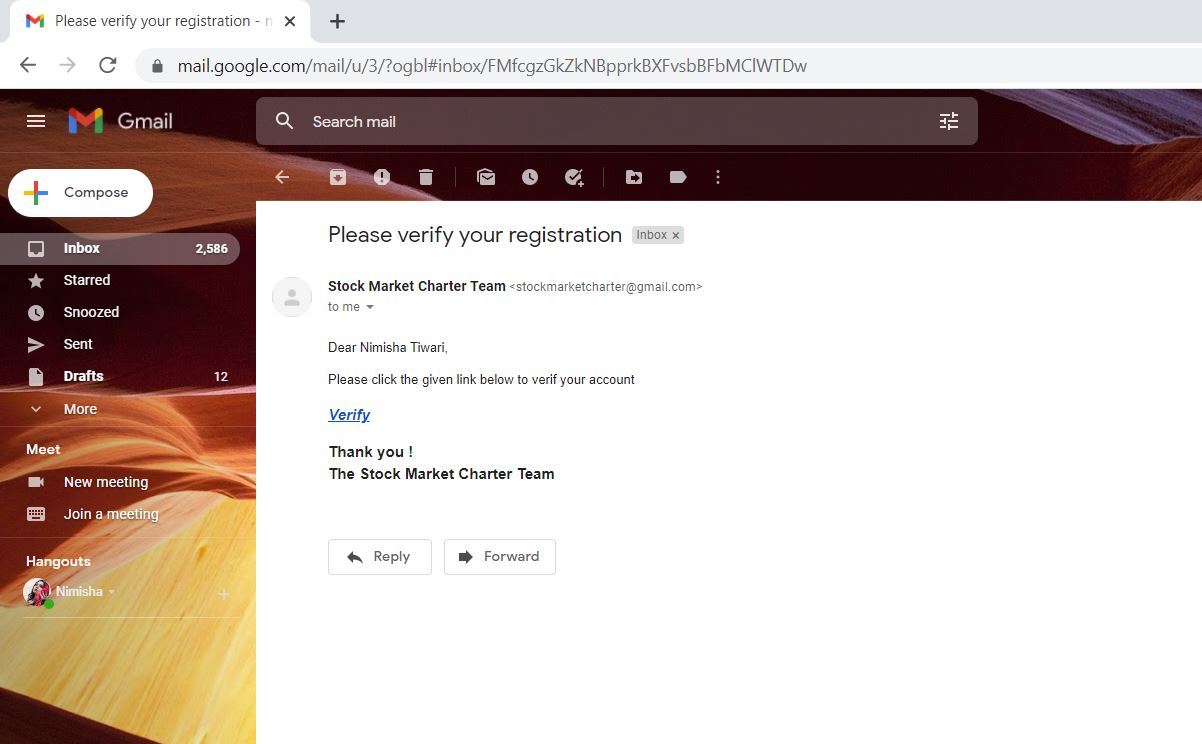 Please verify your registration - n
mail.google.com/mail/u/3/?ogbl#inbox/FMfcgzGkZkNBpprkBXFvsbBFbMClWTDw
Gmail
Search mail
Compose
Inbox 2,586
Starred
Snoozed
Sent
Drafts 12
More
Meet
New meeting
Join a meeting
Hangouts
Nimisha
Please verify your registration Inbox x
Stock Market Charter Team <stockmarketcharter@gmail.com>
to me
Dear Nimisha Tiwari,
Please click the given link below to verif your account
Verify
Thank you !
The Stock Market Charter Team
Reply Forward